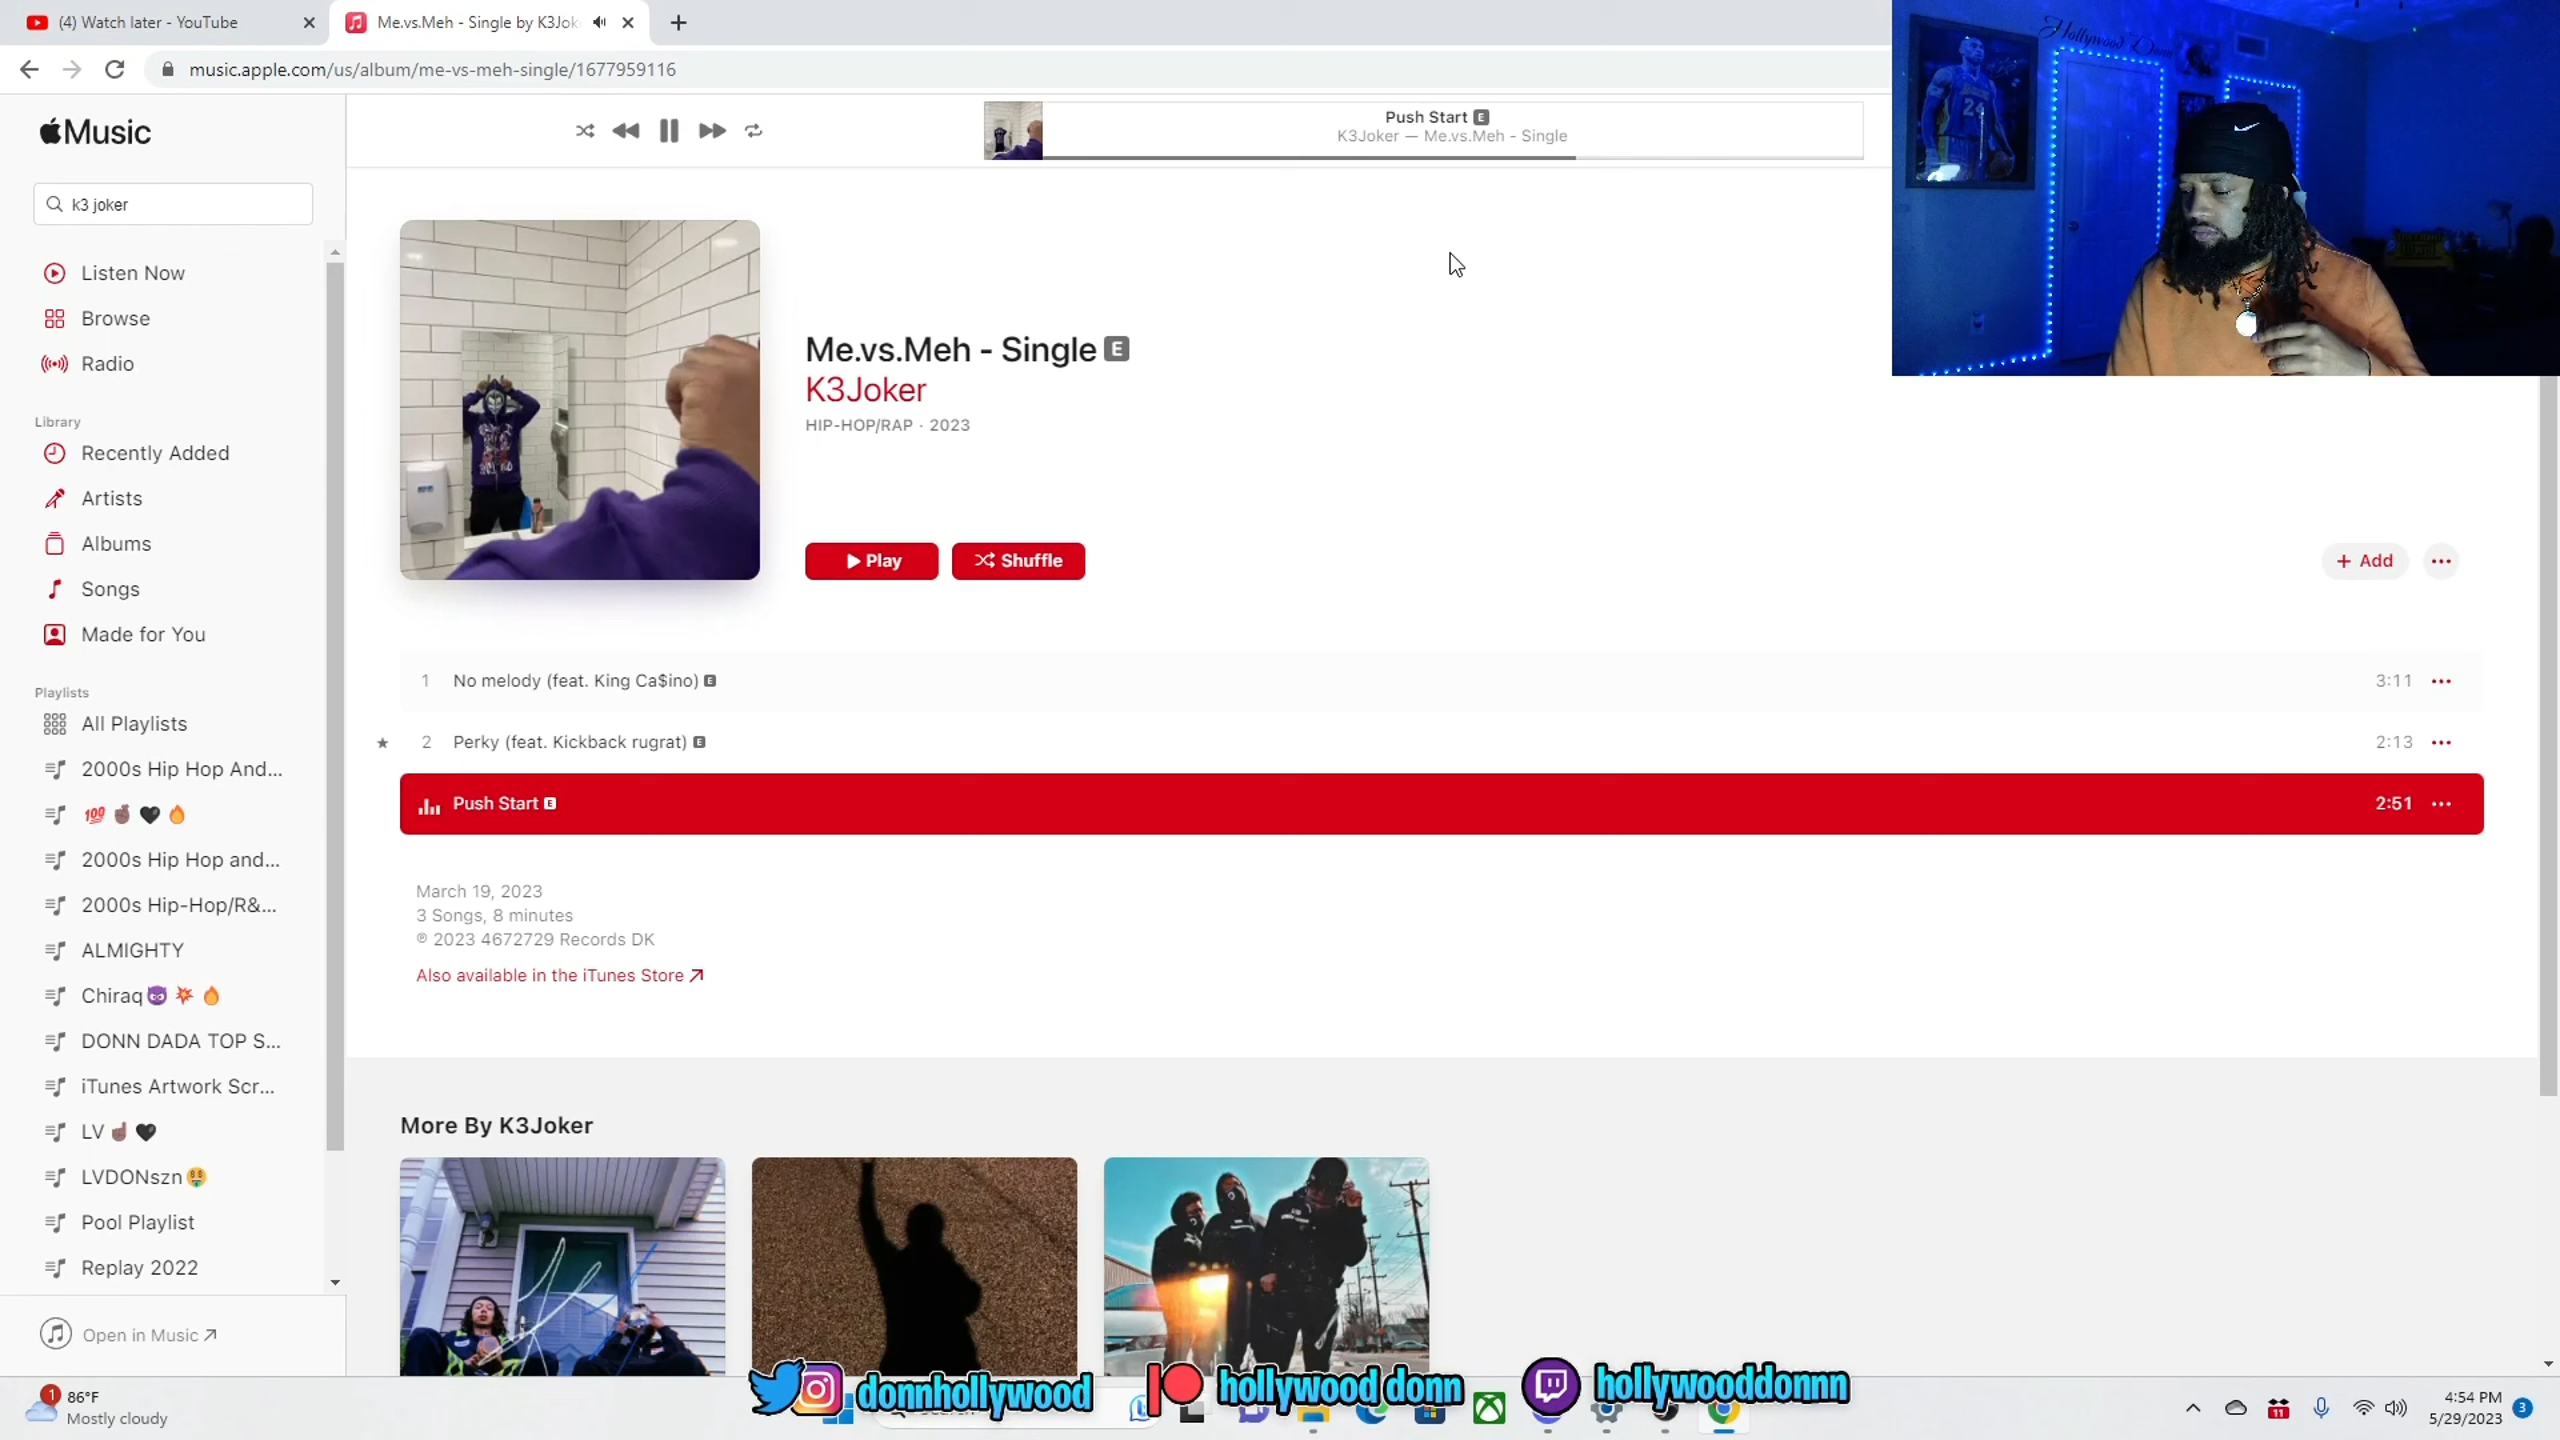 (4) Watch later - YouTube
Me.vs.Meh - Single by K3Jok
music.apple.com/us/album/me-vs-meh-single/1677959116
Hollywood Donn
Music
Push Start E
K3Joker — Me.vs.Meh - Single
24
k3 joker
Listen Now
Browse
Radio
Me.vs.Meh - Single E
K3Joker
HIP-HOP/RAP · 2023
Library
Recently Added
Artists
Albums
Songs
Made for You
Play
Shuffle
+ Add
1 No melody (feat. King Ca$ino) E 3:11
★ 2 Perky (feat. Kickback rugrat) E 2:13
Push Start E 2:51
Playlists
All Playlists
2000s Hip Hop And...
💯🤞🏾🖤🔥
2000s Hip Hop and...
2000s Hip-Hop/R&...
ALMIGHTY
Chiraq😈💥🔥
DONN DADA TOP S...
iTunes Artwork Scr...
LV☝🏾🖤
LVDONszn🤑
Pool Playlist
Replay 2022
March 19, 2023
3 Songs, 8 minutes
℗ 2023 4672729 Records DK
Also available in the iTunes Store
More By K3Joker
Open in Music
donnhollywood
hollywood donn
hollywooddonnn
1
86°F
Mostly cloudy
11
4:54 PM
5/29/2023
3